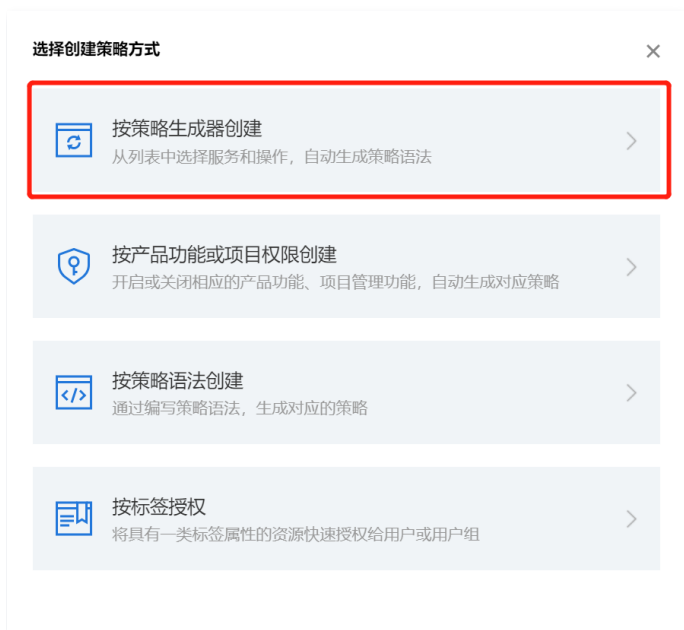 选择创建策略方式
按策略生成器创建
从列表中选择服务和操作，自动生成策略语法
按产品功能或项目权限创建
开启或关闭相应的产品功能、项目管理功能，自动生成对应策略
</>
按策略语法创建
通过编写策略语法，生成对应的策略
按标签授权
将具有一类标签属性的资源快速授权给用户或用户组